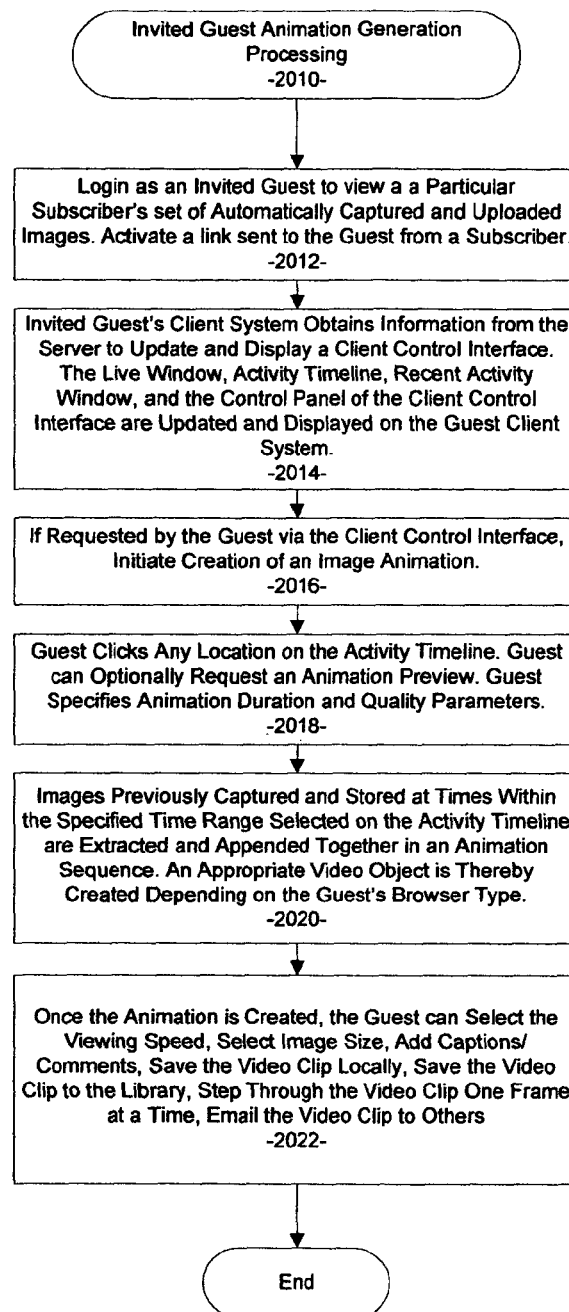 Invited Guest Animation Generation
Processing
-2010-
Login as an Invited Guest to view a a Particular
Subscriber's set of Automatically Captured and Uploaded
Images. Activate a link sent to the Guest from a Subscriber.
-2012-
Invited Guest's Client System Obtains Information from the
Server to Update and Display a Client Control Interface.
The Live Window, Activity Timeline, Recent Activity
Window, and the Control Panel of the Client Control
Interface are Updated and Displayed on the Guest Client
System.
-2014-
If Requested by the Guest via the Client Control Interface,
Initiate Creation of an Image Animation.
-2016-
Guest Clicks Any Location on the Activity Timeline. Guest
can Optionally Request an Animation Preview. Guest
Specifies Animation Duration and Quality Parameters.
-2018-
Images Previously Captured and Stored at Times Within
the Specified Time Range Selected on the Activity Timeline
are Extracted and Appended Together in an Animation
Sequence. An Appropriate Video Object is Thereby
Created Depending on the Guest's Browser Type.
-2020-
Once the Animation is Created, the Guest can Select the
Viewing Speed, Select Image Size, Add Captions/
Comments, Save the Video Clip Locally, Save the Video
Clip to the Library, Step Through the Video Clip One Frame
at a Time, Email the Video Clip to Others
-2022-
End